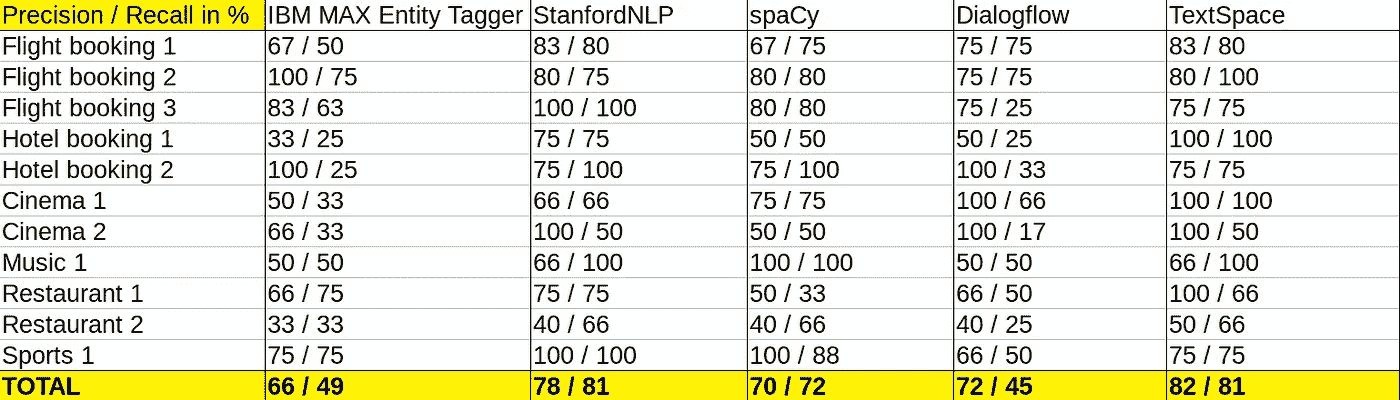 Precision / Recall in % IBM MAX Entity Tagger StanfordNLP spaCy Dialogflow TextSpace
Flight booking 1 67 / 50 83 / 80 67 / 75 75 / 75 83 / 80
Flight booking 2 100 / 75 80 / 75 80 / 80 75 / 75 80 / 100
Flight booking 3 83 / 63 100 / 100 80 / 80 75 / 25 75 / 75
Hotel booking 1 33 / 25 75 / 75 50 / 50 50 / 25 100 / 100
Hotel booking 2 100 / 25 75 / 100 75 / 100 100 / 33 75 / 75
Cinema 1 50 / 33 66 / 66 75 / 75 100 / 66 100 / 100
Cinema 2 66 / 33 100 / 50 50 / 50 100 / 17 100 / 50
Music 1 50 / 50 66 / 100 100 / 100 50 / 50 66 / 100
Restaurant 1 66 / 75 75 / 75 50 / 33 66 / 50 100 / 66
Restaurant 2 33 / 33 40 / 66 40 / 66 40 / 25 50 / 66
Sports 1 75 / 75 100 / 100 100 / 88 66 / 50 75 / 75
TOTAL 66 / 49 78 / 81 70 / 72 72 / 45 82 / 81